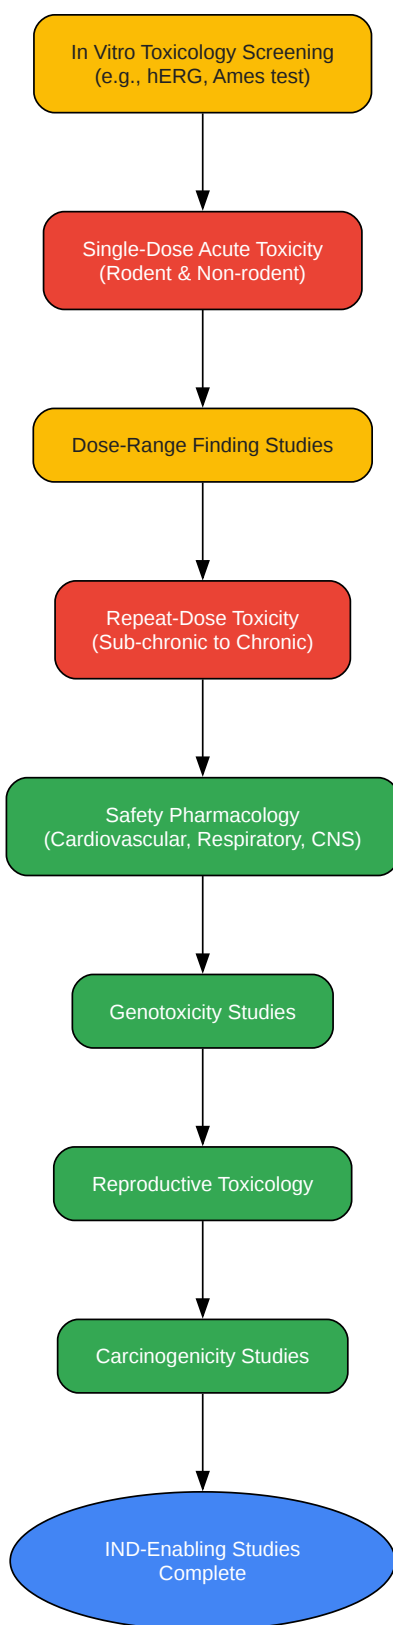 In Vitro Toxicology Screening
(e.g., hERG, Ames test)
Single-Dose Acute Toxicity
(Rodent & Non-rodent)
Dose-Range Finding Studies
Repeat-Dose Toxicity
(Sub-chronic to Chronic)
Safety Pharmacology
(Cardiovascular, Respiratory, CNS)
Genotoxicity Studies
Reproductive Toxicology
Carcinogenicity Studies
IND-Enabling Studies
Complete